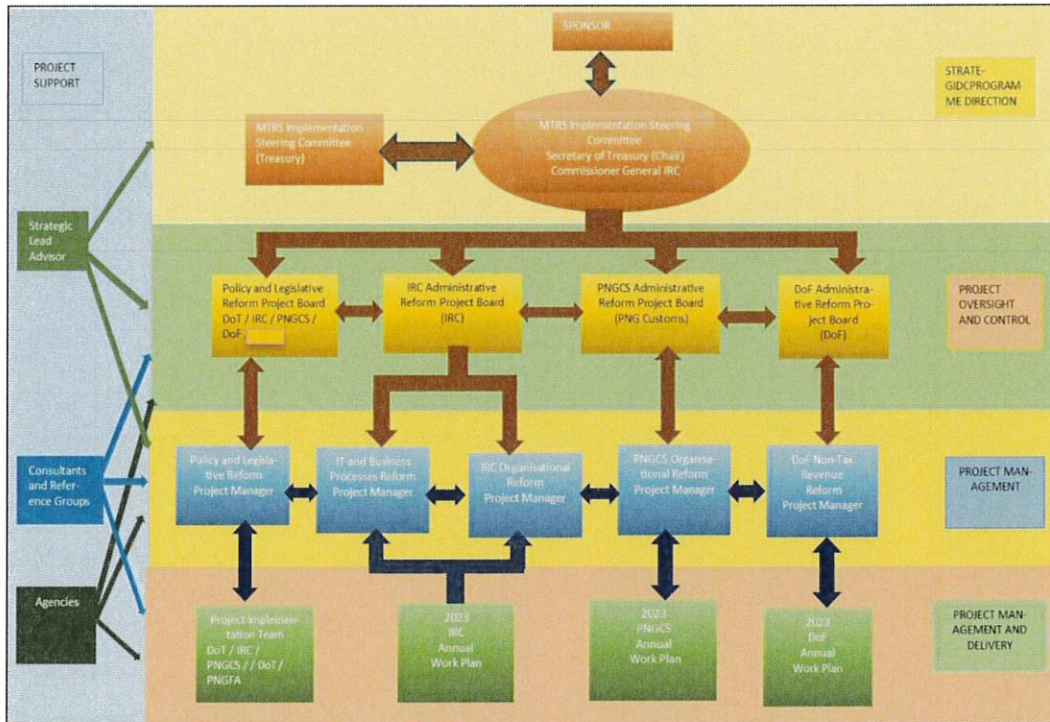 SPONSOR
PROJECT
SUPPORT
STRATE-
GIDCPROGRAM
ME DIRECTION
MTRS Implementation
Steering Committee
(Treasury)
MTRS Implementation Steering
Committee
Secretary of Treasury (Chair)
Commissioner General IRC
Strategic
Lead
Advisor
Policy and Legislative
Reform Project Board
DoT / IRC / PNGCS /
DoF
IRC Administrative
Reform Project Board
(IRC)
PNGCS Administrative
Reform Project Board
(PNG Customs)
DoF Administra-
tive Reform Pro-
ject Board
(DoF)
PROJECT
OVERSIGHT
AND CONTROL
Consultants
and Refer-
ence Groups
Policy and Legisla-
tive Reform
Project Manager
IT and Business
Processes Reform
Project Manager
IRC Organisational
Reform
Project Manager
PNGCS Organisa-
tional Reform
Project Manager
DoF Non-Tax
Revenue
Reform
Project Manager
PROJECT MAN-
AGEMENT
Agencies
Project Implemen-
tation Team
DoT / IRC /
PNGCS / / DoT /
PNGFA
2023
IRC
Annual
Work Plan
2023
PNGCS
Annual
Work Plan
2023
DoF
Annual
Work Plan
PROJECT MAN-
AGEMENT AND
DELIVERY